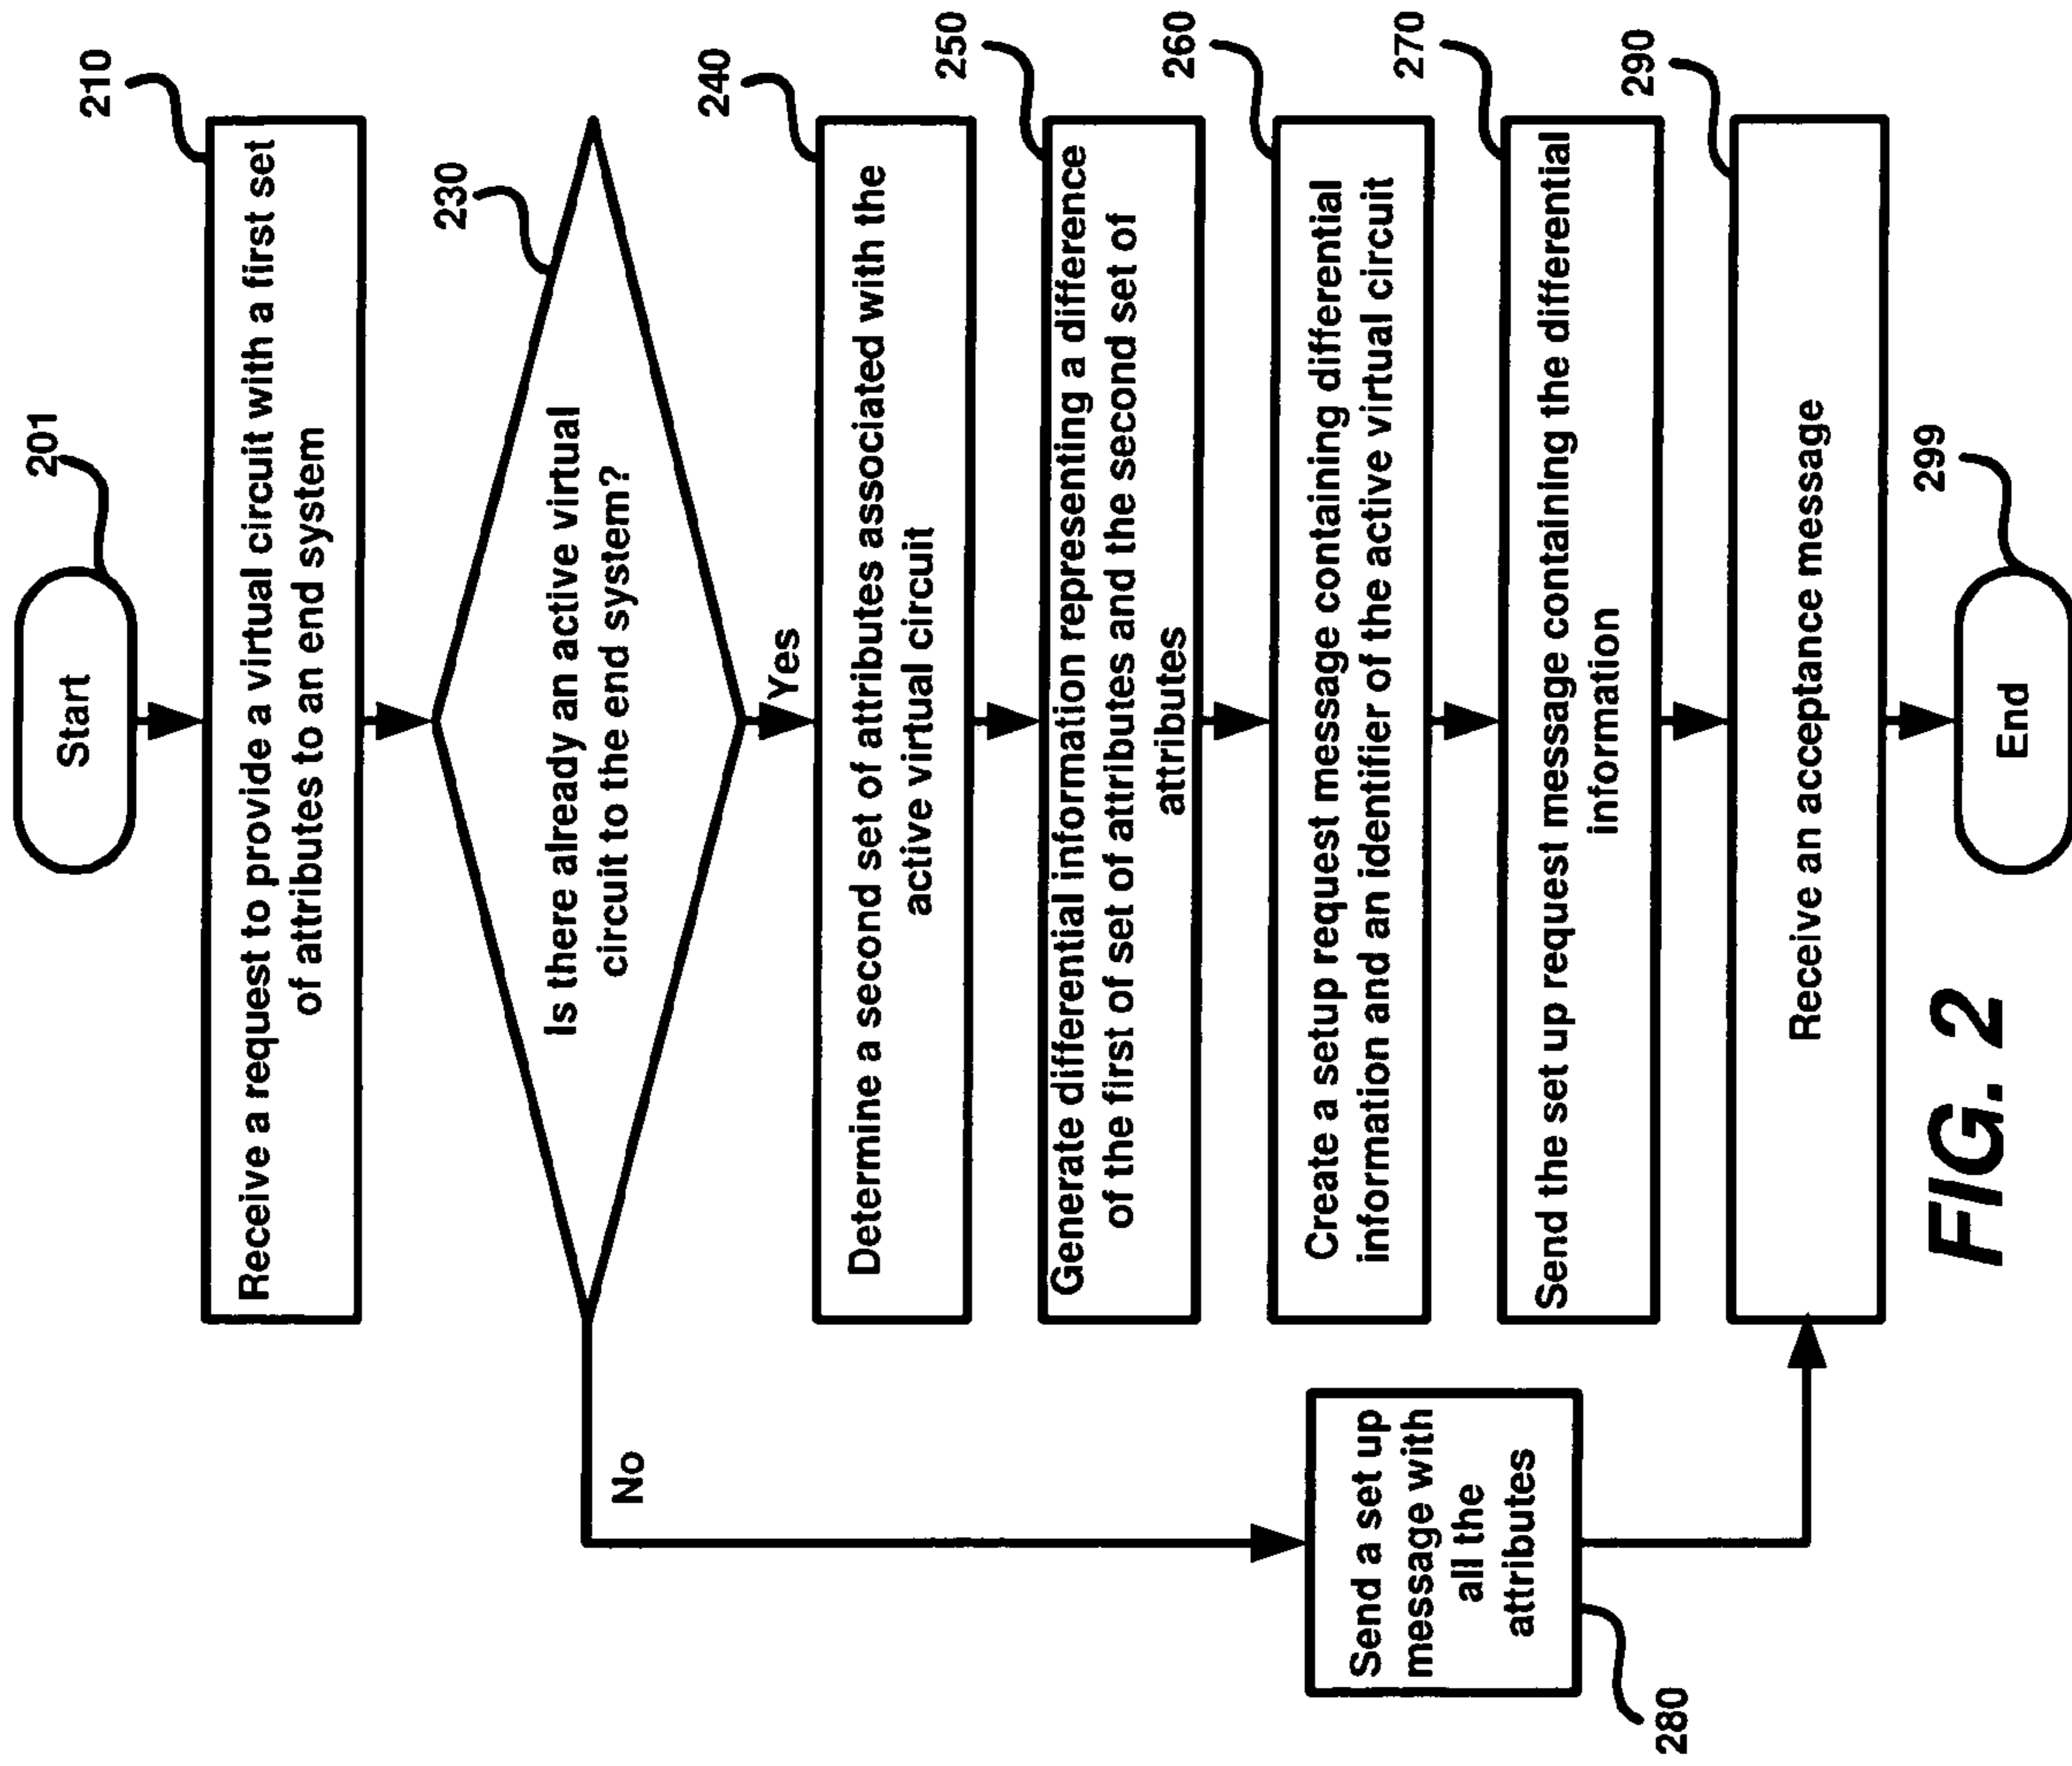 201
Start
210
Receive a request to provide a virtual circuit with a first set
of attributes to an end system
230
Is there already an active virtual
circuit to the end system?
No
Yes
240
Determine a second set of attributes associated with the
active virtual circuit
250
Generate differential information representing a difference
of the first of set of attributes and the second set of
attributes
260
Create a setup request message containing differential
information and an identifier of the active virtual circuit
270
Send the set up request message containing the differential
information
280
Send a set up
message with
all the
attributes
290
Receive an acceptance message
299
End
FIG. 2